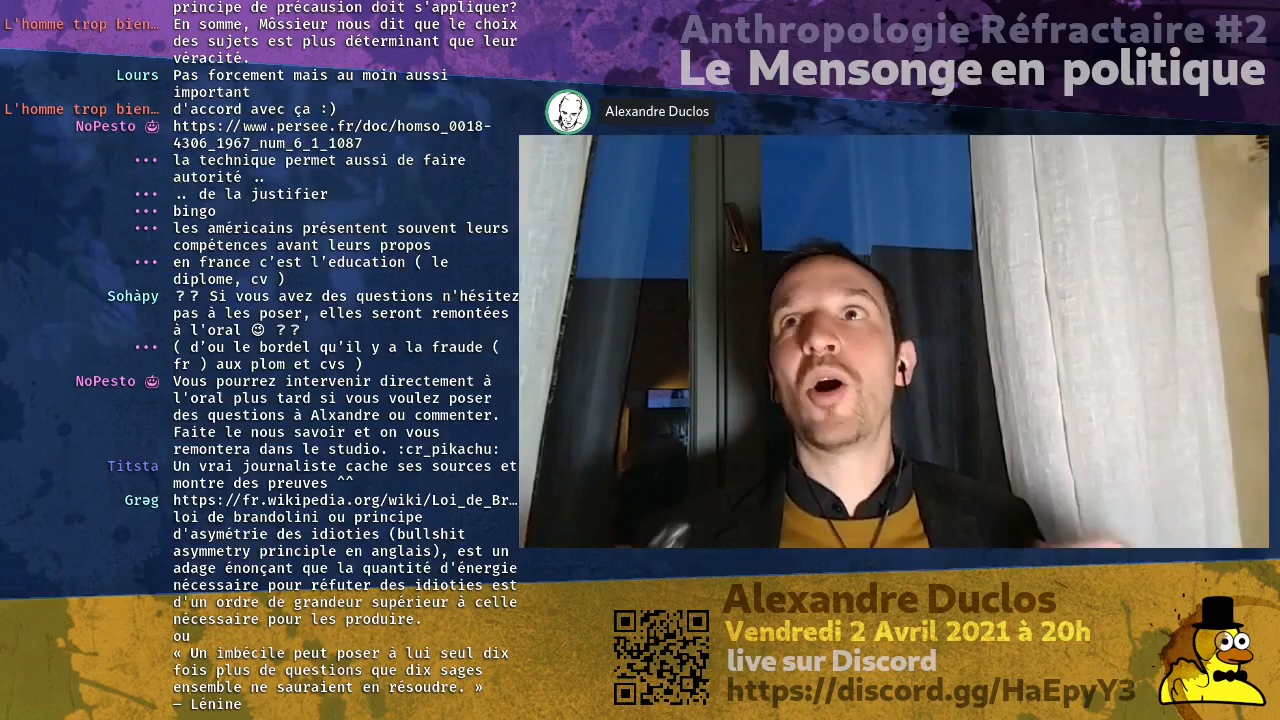 principe de précausion doit s'appliquer?
L'homme trop bien… En somme, Môssieur nous dit que le choix
des sujets est plus déterminant que leur
véracité.
Lours Pas forcement mais au moin aussi
important
L'homme trop bien… d'accord avec ça :)
NoPesto 🎃 https://www.persee.fr/doc/homso_0018-
4306_1967_num_6_1_1087
••• la technique permet aussi de faire
autorité ..
••• .. de la justifier
••• bingo
••• les américains présentent souvent leurs
compétences avant leurs propos
••• en france c’est l’education ( le
diplome, cv )
Sohàpy ?? Si vous avez des questions n'hésitez
pas à les poser, elles seront remontées
à l'oral 😉 ??
••• ( d’ou le bordel qu’il y a la fraude (
fr ) aux plom et cvs )
NoPesto 🎃 Vous pourrez intervenir directement à
l'oral plus tard si vous voulez poser
des questions à Alxandre ou commenter.
Faite le nous savoir et on vous
remontera dans le studio. :cr_pikachu:
Titsta Un vrai journaliste cache ses sources et
montre des preuves ^^
Grəg https://fr.wikipedia.org/wiki/Loi_de_Br…
loi de brandolini ou principe
d'asymétrie des idioties (bullshit
asymmetry principle en anglais), est un
adage énonçant que la quantité d'énergie
nécessaire pour réfuter des idioties est
d'un ordre de grandeur supérieur à celle
nécessaire pour les produire.
ou
« Un imbécile peut poser à lui seul dix
fois plus de questions que dix sages
ensemble ne sauraient en résoudre. »
— Lénine
Anthropologie Réfractaire #2
Le Mensonge en politique
Alexandre Duclos
Alexandre Duclos
Vendredi 2 Avril 2021 à 20h
live sur Discord
https://discord.gg/HaEpyY3